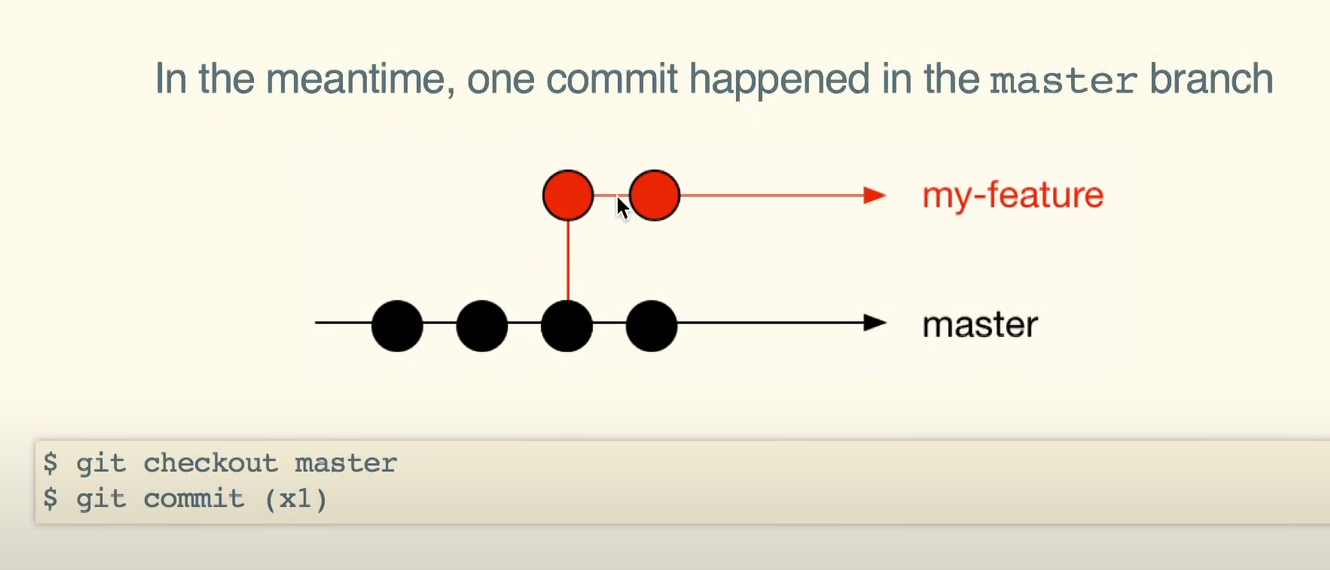 In the meantime, one commit happened in the master branch
my-feature
master
$ git checkout master
$ git commit (x1)